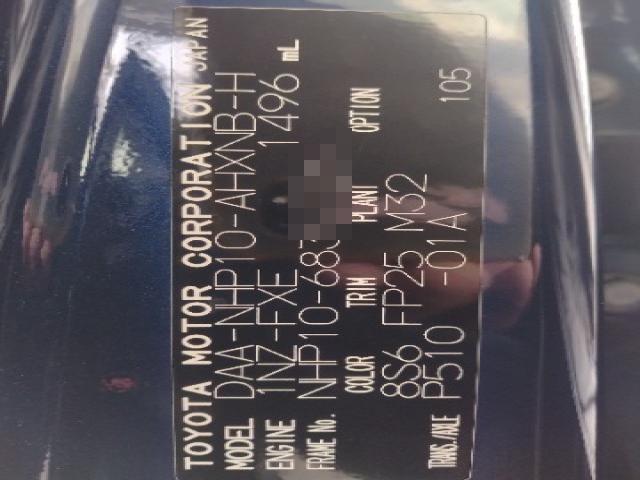 TOYOTA MOTOR CORPORATION JAPAN
MODEL DAA-NHP10-AHXNB-H
ENGINE 1NZ-FXE 1496 mL
FRAME No. NHP10-683
COLOR TRIM PLANT OPTION
8S6 FP25 M32 105
TRANS./AXLE P510 -01A